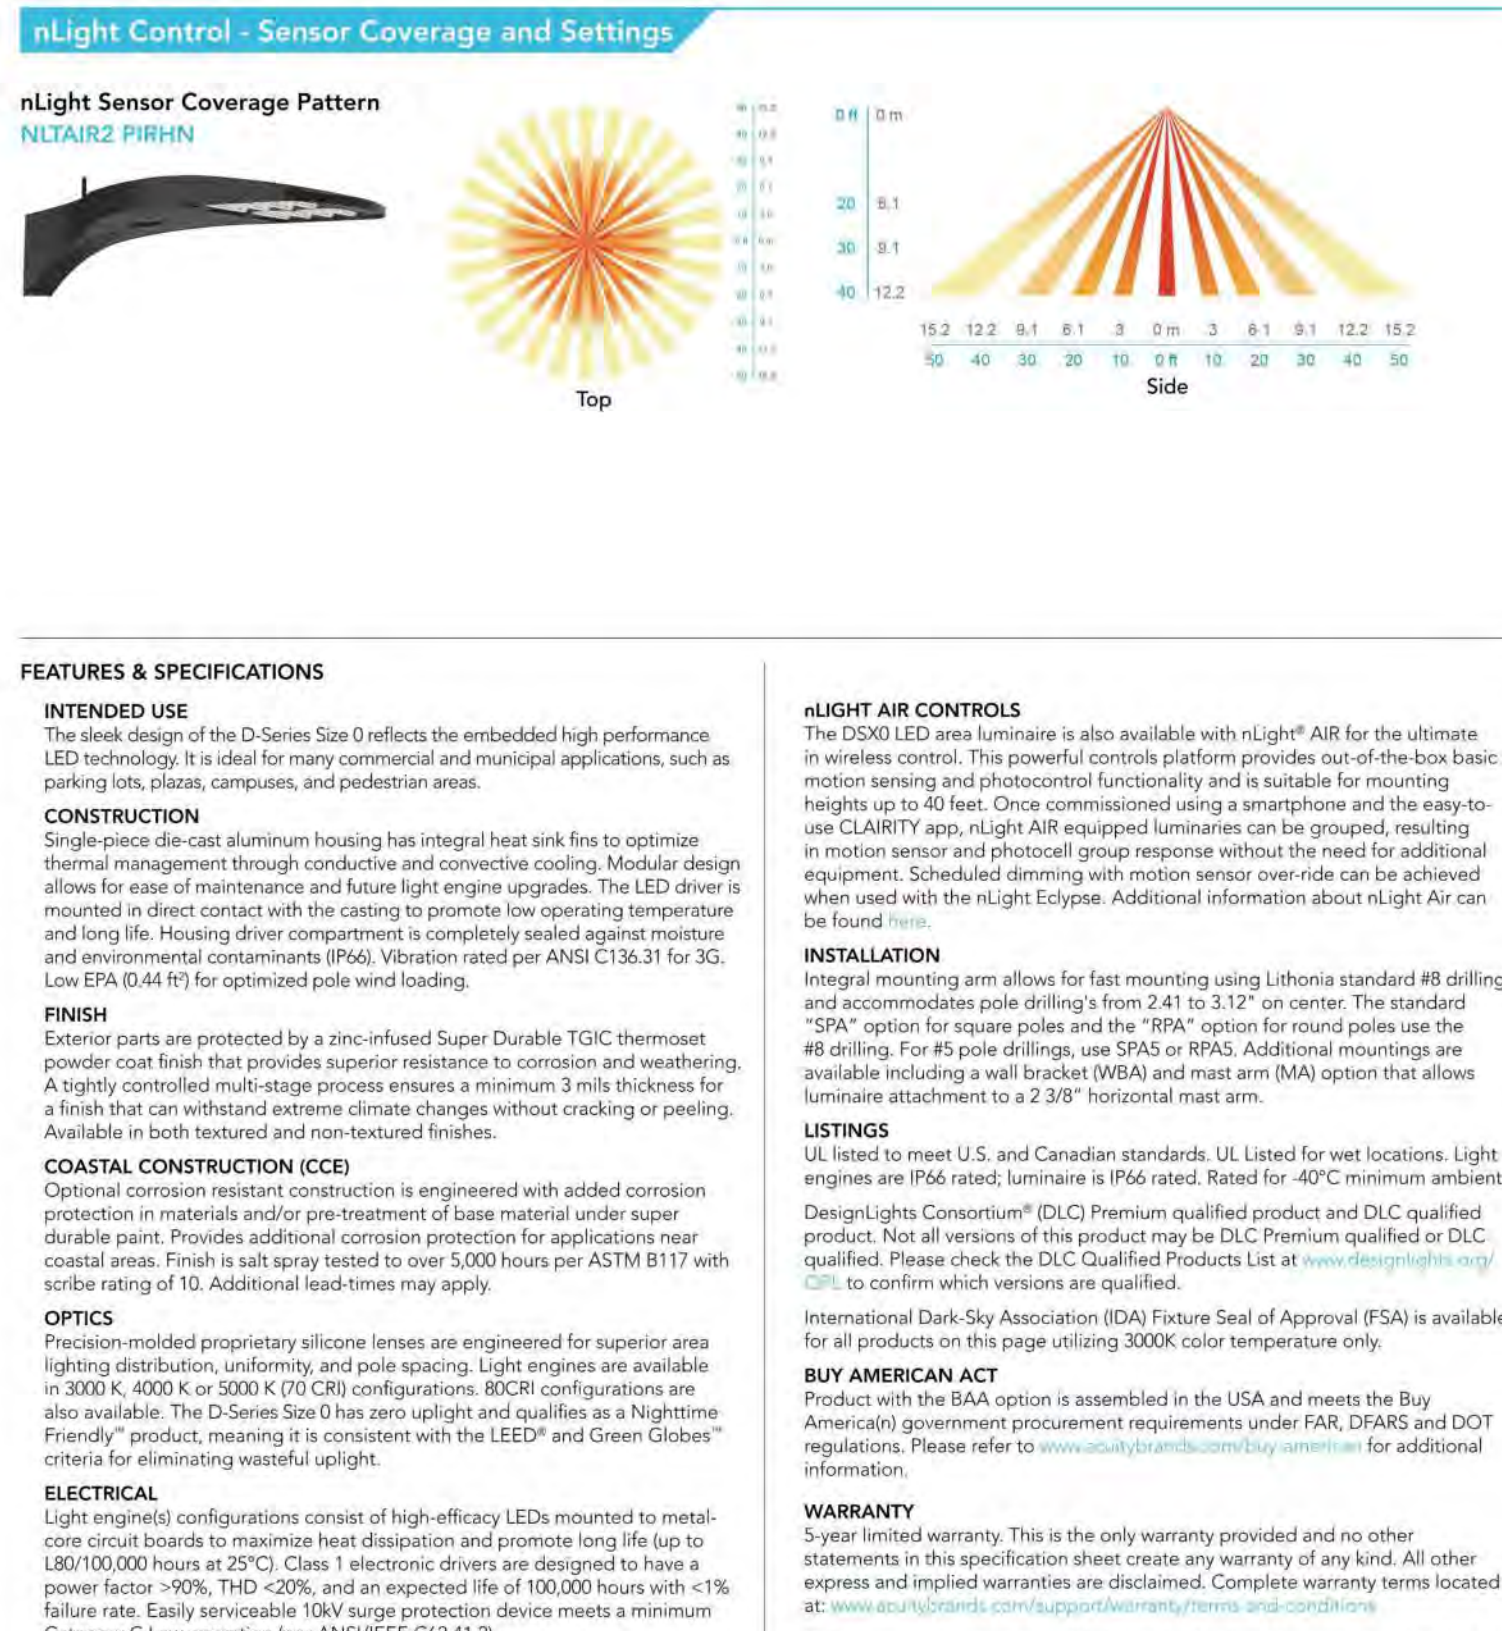 nLight Control - Sensor Coverage and Settings
nLight Sensor Coverage Pattern
NLTAIR2 PIRHN
Top
0 ft 0 m
20 6.1
30 9.1
40 12.2
15.2 12.2 9.1 6.1 3 0 m 3 6.1 9.1 12.2 15.2
50 40 30 20 10 0 ft 10 20 30 40 50
Side
FEATURES & SPECIFICATIONS
INTENDED USE
The sleek design of the D-Series Size 0 reflects the embedded high performance
LED technology. It is ideal for many commercial and municipal applications, such as
parking lots, plazas, campuses, and pedestrian areas.
CONSTRUCTION
Single-piece die-cast aluminum housing has integral heat sink fins to optimize
thermal management through conductive and convective cooling. Modular design
allows for ease of maintenance and future light engine upgrades. The LED driver is
mounted in direct contact with the casting to promote low operating temperature
and long life. Housing driver compartment is completely sealed against moisture
and environmental contaminants (IP66). Vibration rated per ANSI C136.31 for 3G.
Low EPA (0.44 ft²) for optimized pole wind loading.
FINISH
Exterior parts are protected by a zinc-infused Super Durable TGIC thermoset
powder coat finish that provides superior resistance to corrosion and weathering.
A tightly controlled multi-stage process ensures a minimum 3 mils thickness for
a finish that can withstand extreme climate changes without cracking or peeling.
Available in both textured and non-textured finishes.
COASTAL CONSTRUCTION (CCE)
Optional corrosion resistant construction is engineered with added corrosion
protection in materials and/or pre-treatment of base material under super
durable paint. Provides additional corrosion protection for applications near
coastal areas. Finish is salt spray tested to over 5,000 hours per ASTM B117 with
scribe rating of 10. Additional lead-times may apply.
OPTICS
Precision-molded proprietary silicone lenses are engineered for superior area
lighting distribution, uniformity, and pole spacing. Light engines are available
in 3000 K, 4000 K or 5000 K (70 CRI) configurations. 80CRI configurations are
also available. The D-Series Size 0 has zero uplight and qualifies as a Nighttime
Friendly™ product, meaning it is consistent with the LEED® and Green Globes™
criteria for eliminating wasteful uplight.
ELECTRICAL
Light engine(s) configurations consist of high-efficacy LEDs mounted to metal-
core circuit boards to maximize heat dissipation and promote long life (up to
L80/100,000 hours at 25°C). Class 1 electronic drivers are designed to have a
power factor >90%, THD <20%, and an expected life of 100,000 hours with <1%
failure rate. Easily serviceable 10kV surge protection device meets a minimum
nLIGHT AIR CONTROLS
The DSX0 LED area luminaire is also available with nLight® AIR for the ultimate
in wireless control. This powerful controls platform provides out-of-the-box basic
motion sensing and photocontrol functionality and is suitable for mounting
heights up to 40 feet. Once commissioned using a smartphone and the easy-to-
use CLAIRITY app, nLight AIR equipped luminaries can be grouped, resulting
in motion sensor and photocell group response without the need for additional
equipment. Scheduled dimming with motion sensor over-ride can be achieved
when used with the nLight Eclypse. Additional information about nLight Air can
be found here.
INSTALLATION
Integral mounting arm allows for fast mounting using Lithonia standard #8 drilling
and accommodates pole drilling's from 2.41 to 3.12" on center. The standard
"SPA" option for square poles and the "RPA" option for round poles use the
#8 drilling. For #5 pole drillings, use SPA5 or RPA5. Additional mountings are
available including a wall bracket (WBA) and mast arm (MA) option that allows
luminaire attachment to a 2 3/8" horizontal mast arm.
LISTINGS
UL listed to meet U.S. and Canadian standards. UL Listed for wet locations. Light
engines are IP66 rated; luminaire is IP66 rated. Rated for -40°C minimum ambient
DesignLights Consortium® (DLC) Premium qualified product and DLC qualified
product. Not all versions of this product may be DLC Premium qualified or DLC
qualified. Please check the DLC Qualified Products List at www.designlights.org/
QPL to confirm which versions are qualified.
International Dark-Sky Association (IDA) Fixture Seal of Approval (FSA) is available
for all products on this page utilizing 3000K color temperature only.
BUY AMERICAN ACT
Product with the BAA option is assembled in the USA and meets the Buy
America(n) government procurement requirements under FAR, DFARS and DOT
regulations. Please refer to www.acuitybrands.com/buy-american for additional
information.
WARRANTY
5-year limited warranty. This is the only warranty provided and no other
statements in this specification sheet create any warranty of any kind. All other
express and implied warranties are disclaimed. Complete warranty terms located
at: www.acuitybrands.com/support/warranty/terms-and-conditions